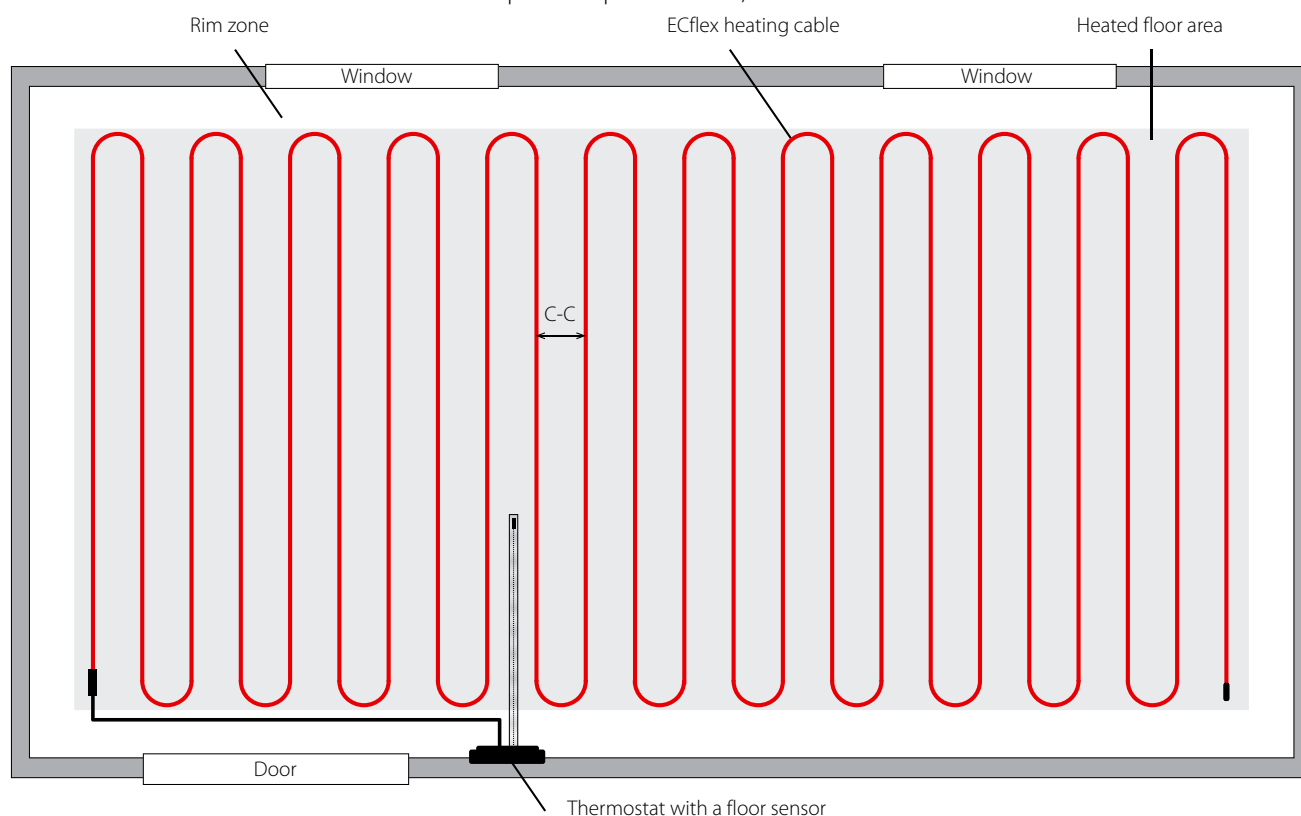 Rim zone
ECflex heating cable
Heated floor area
Window
Window
C-C
Door
Thermostat with a floor sensor